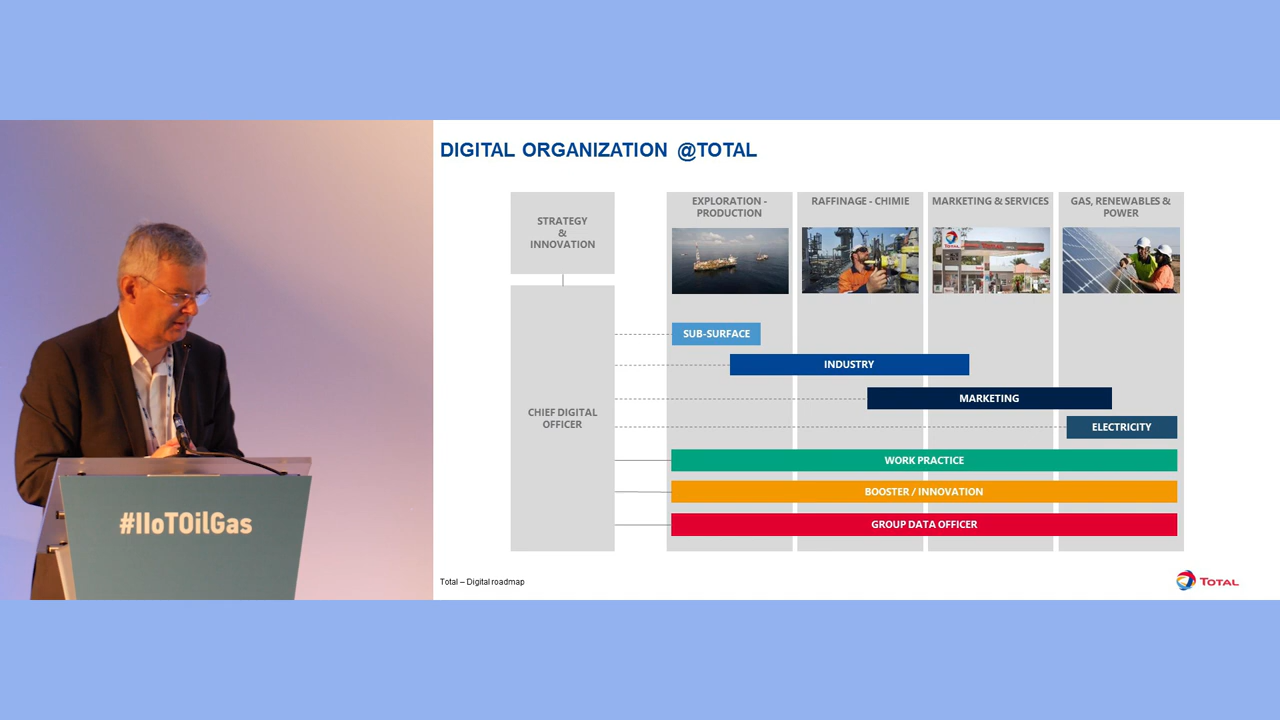 DIGITAL ORGANIZATION @TOTAL
STRATEGY
&
INNOVATION
EXPLORATION -
PRODUCTION
RAFFINAGE - CHIMIE
MARKETING & SERVICES
GAS, RENEWABLES &
POWER
TOTAL
SUB-SURFACE
INDUSTRY
MARKETING
CHIEF DIGITAL
OFFICER
ELECTRICITY
WORK PRACTICE
BOOSTER / INNOVATION
GROUP DATA OFFICER
#IIoTOilGas
Total – Digital roadmap
TOTAL